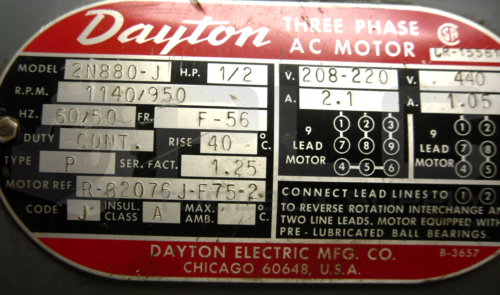 Dayton
THREE PHASE
AC MOTOR
SA
LR-15561
MODEL 2N880-J H.P. 1/2
R.P.M. 1140/950
HZ. 60/50 FR. F-56
DUTY CONT. RISE 40 °C.
TYPE P SER. FACT. 1.25
MOTOR REF. R-62076 J-F75-2
CODE J INSUL. CLASS A MAX. AMB. °C.
V. 208-220 V. 440
A. 2.1 A. 1.05
9 LEAD MOTOR
1 2 3
7 8 9
4 5 6
9 LEAD MOTOR
1 2
7 8
4 5
CONNECT LEAD LINES TO 1 2
TO REVERSE ROTATION INTERCHANGE AN
TWO LINE LEADS. MOTOR EQUIPPED WITH
PRE-LUBRICATED BALL BEARINGS.
DAYTON ELECTRIC MFG. CO.
CHICAGO 60648, U.S.A.
B-3657